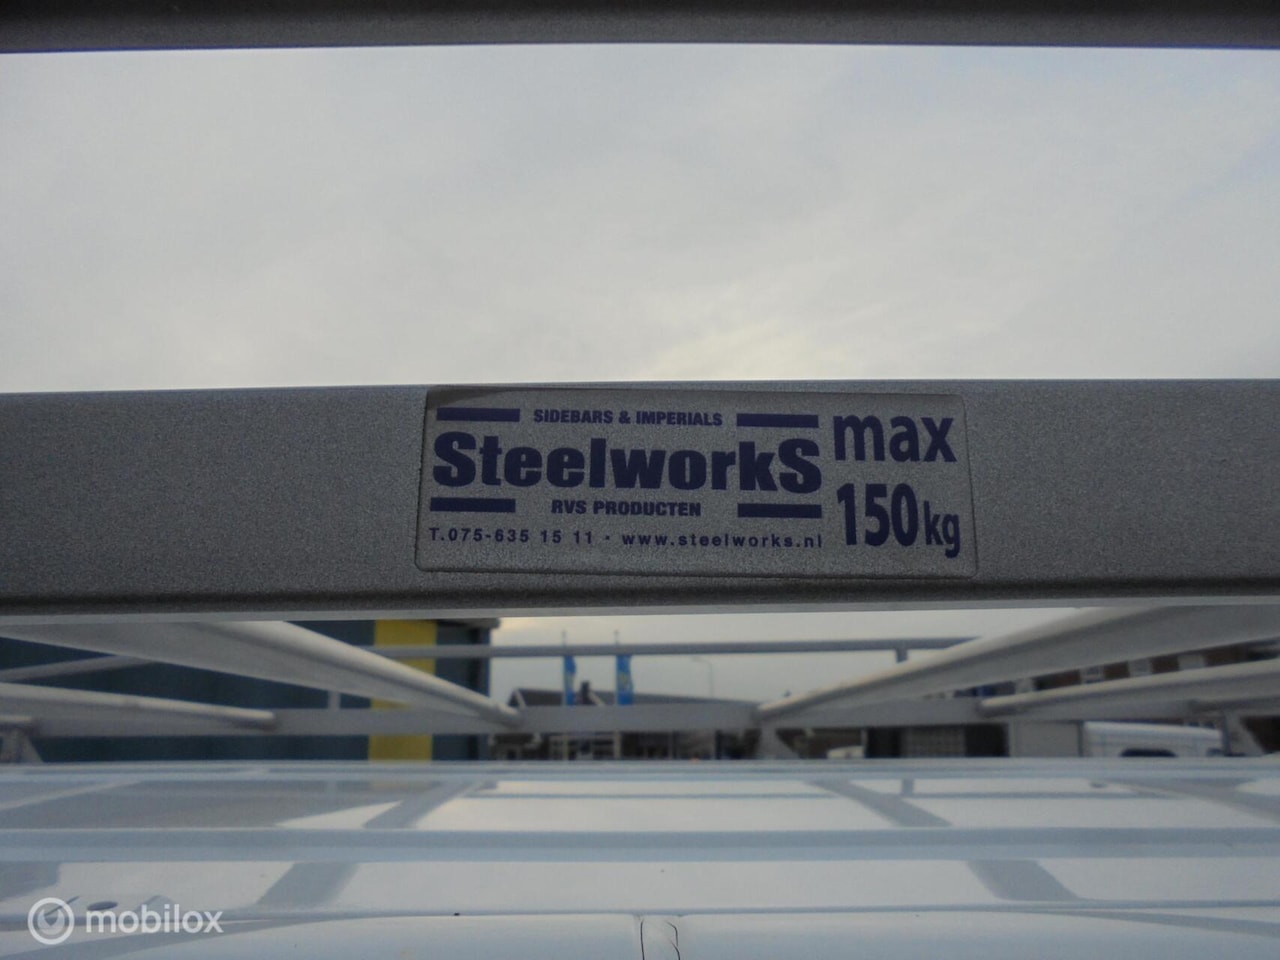 SIDEBARS & IMPERIALS
SteelworkS
RVS PRODUCTEN
T.075-635 15 11 · www.steelworks.nl
max
150kg
mobilox